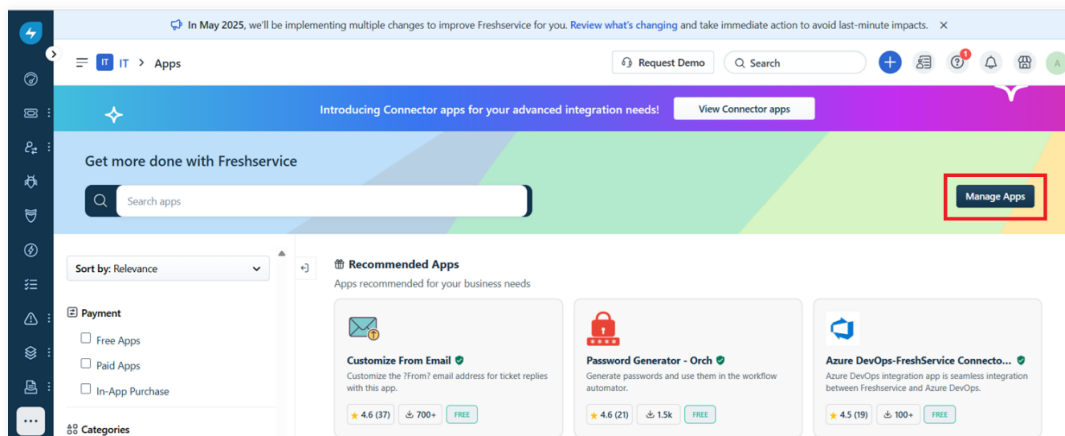 In May 2025, we'll be implementing multiple changes to improve Freshservice for you. Review what's changing and take immediate action to avoid last-minute impacts. ×
IT IT > Apps Request Demo Search 1 A
Introducing Connector apps for your advanced integration needs! View Connector apps
Get more done with Freshservice
Search apps
Manage Apps
Sort by: Relevance
Payment
Free Apps
Paid Apps
In-App Purchase
Categories
Recommended Apps
Apps recommended for your business needs
Customize From Email
Customize the ?From? email address for ticket replies
with this app.
4.6 (37) 700+ FREE
Password Generator - Orch
Generate passwords and use them in the workflow
automator.
4.6 (21) 1.5k FREE
Azure DevOps-FreshService Connecto...
Azure DevOps integration app is seamless integration
between Freshservice and Azure DevOps.
4.5 (19) 100+ FREE